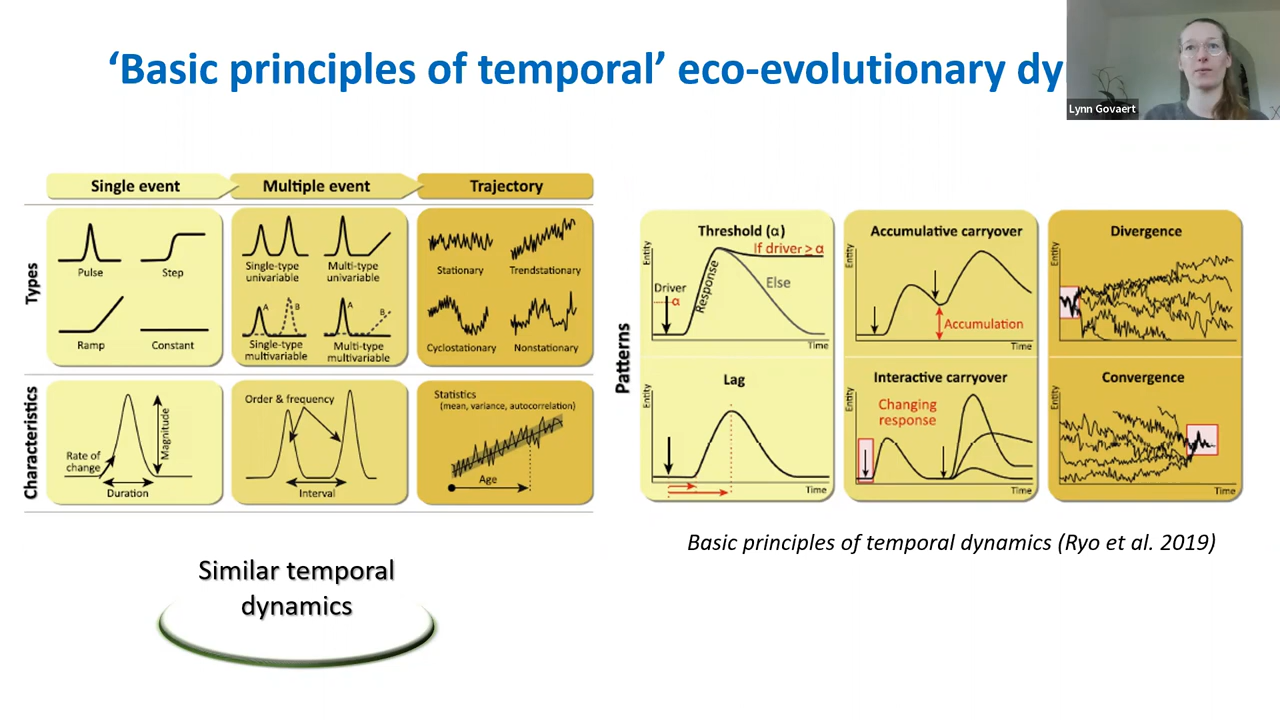 ‘Basic principles of temporal’ eco-evolutionary dy
Lynn Govaert
Single event
Multiple event
Trajectory
Types
Pulse
Step
Ramp
Constant
Single-type
univariable
Multi-type
univariable
A
B
Single-type
multivariable
A
B
Multi-type
multivariable
Stationary
Trendstationary
Cyclostationary
Nonstationary
Characteristics
Rate of
change
Magnitude
Duration
Order & frequency
Interval
Statistics
(mean, variance, autocorrelation)
Age
Patterns
Threshold (α)
Entity
If driver ≥ α
Driver
α
Response
Else
Time
Accumulative carryover
Entity
Accumulation
Time
Divergence
Entity
Time
Lag
Entity
Time
Interactive carryover
Entity
Changing
response
Time
Convergence
Entity
Time
Basic principles of temporal dynamics (Ryo et al. 2019)
Similar temporal
dynamics